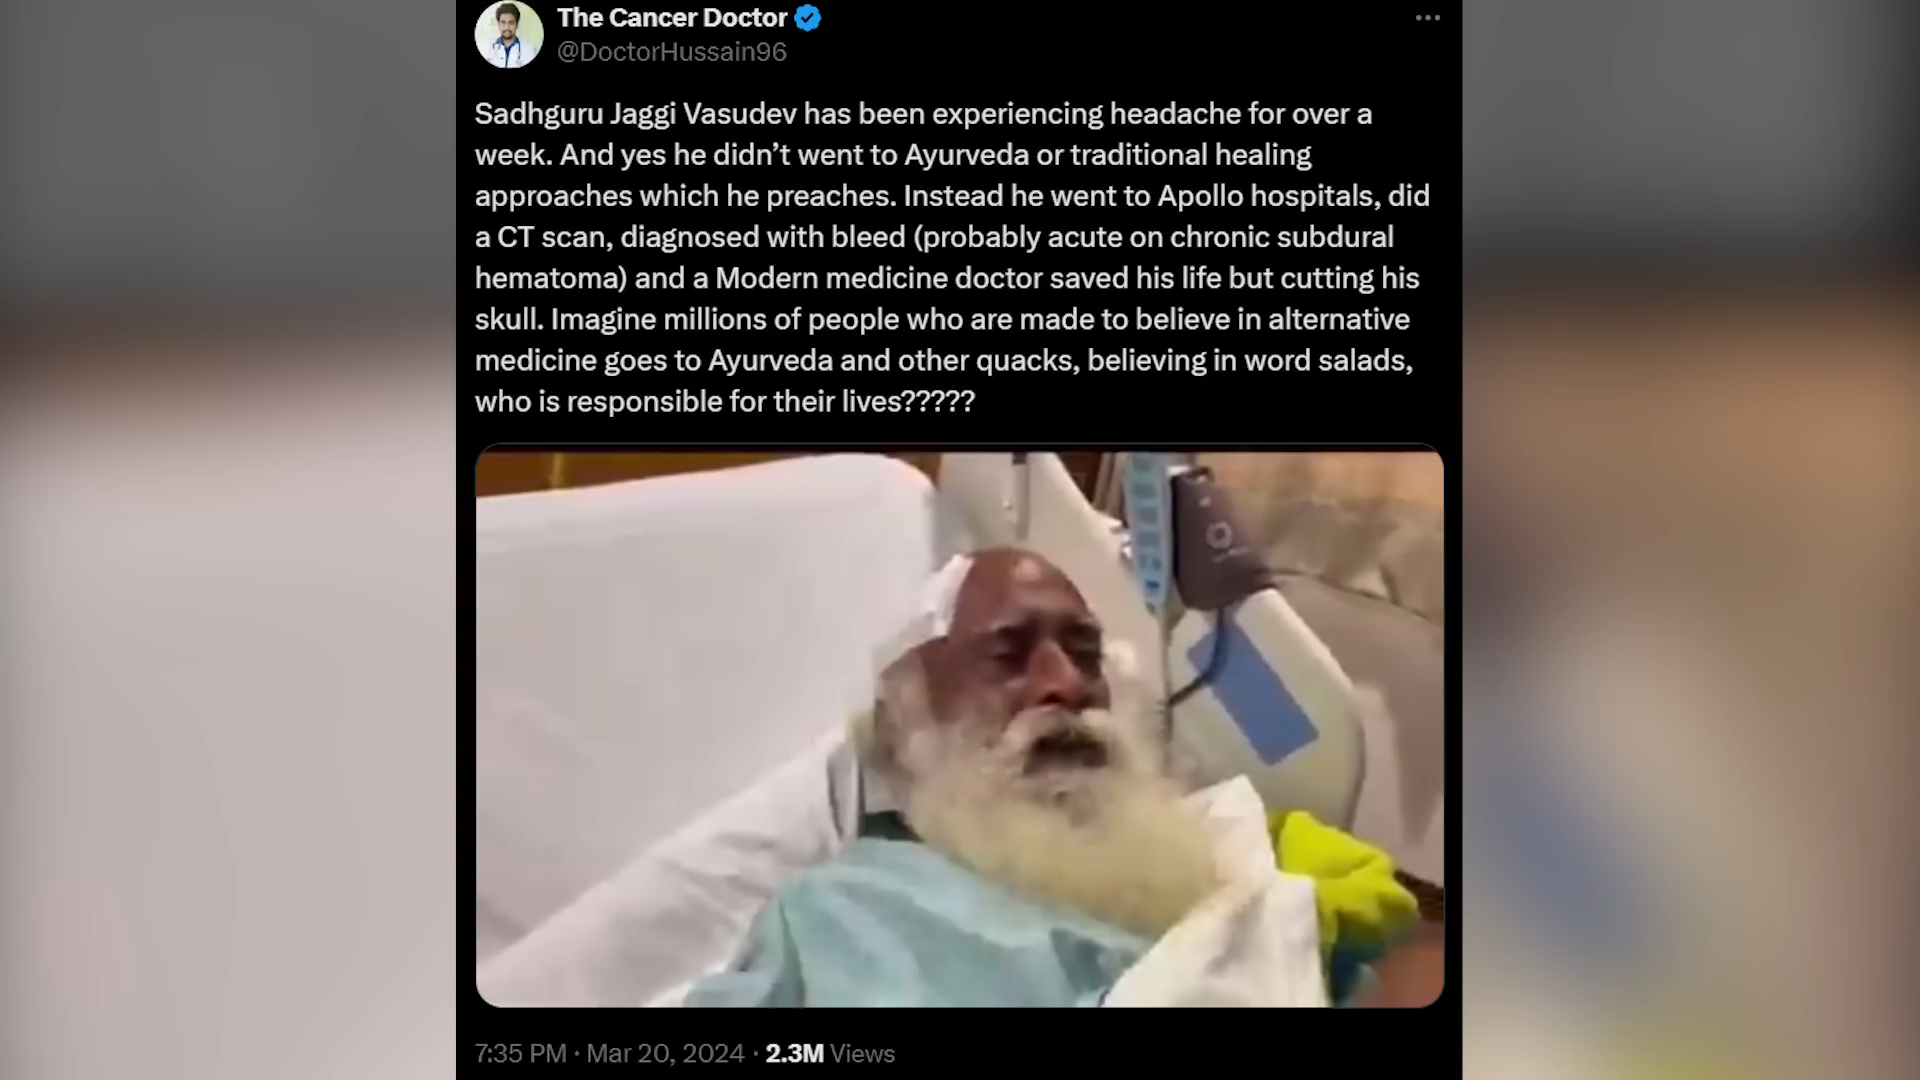 The Cancer Doctor
@DoctorHussain96
Sadhguru Jaggi Vasudev has been experiencing headache for over a
week. And yes he didn’t went to Ayurveda or traditional healing
approaches which he preaches. Instead he went to Apollo hospitals, did
a CT scan, diagnosed with bleed (probably acute on chronic subdural
hematoma) and a Modern medicine doctor saved his life but cutting his
skull. Imagine millions of people who are made to believe in alternative
medicine goes to Ayurveda and other quacks, believing in word salads,
who is responsible for their lives?????
7:35 PM · Mar 20, 2024 · 2.3M Views